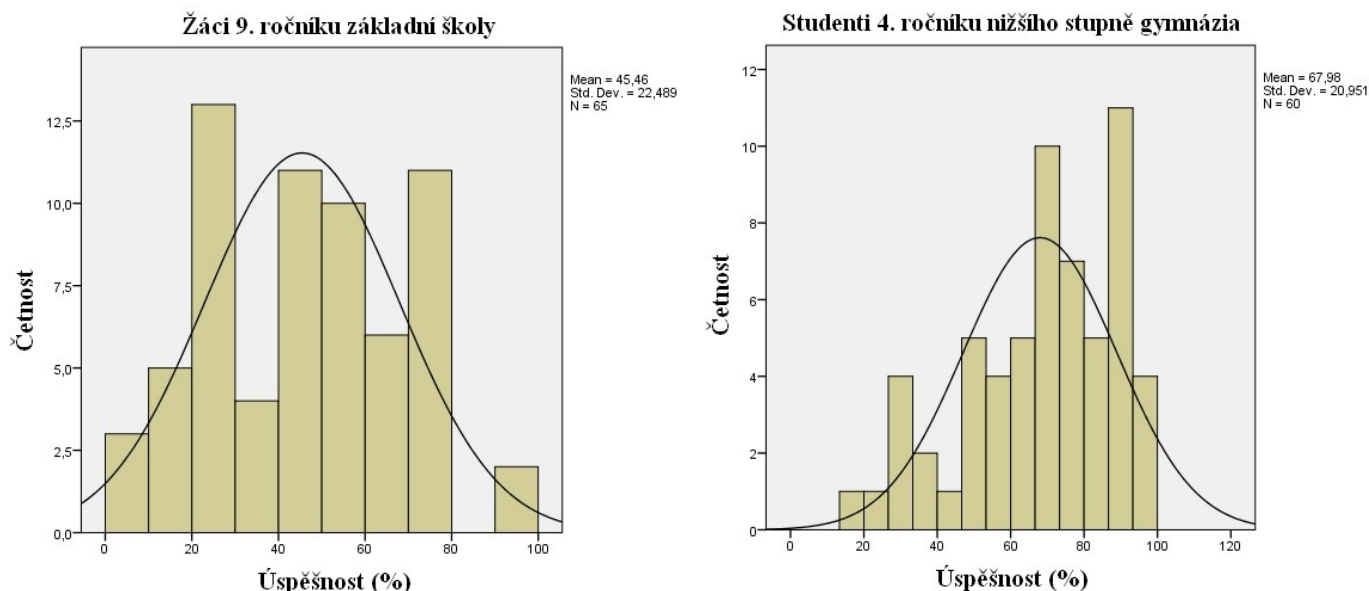 Žáci 9. ročníku základní školy
Mean = 45,46
Std. Dev. = 22,489
N = 65
12,5
10,0
7,5
5,0
2,5
0,0
Četnost
0 20 40 60 80 100
Úspěšnost (%)
Studenti 4. ročníku nižšího stupně gymnázia
Mean = 67,98
Std. Dev. = 20,951
N = 60
12
10
8
6
4
2
0
Četnost
0 20 40 60 80 100 120
Úspěšnost (%)